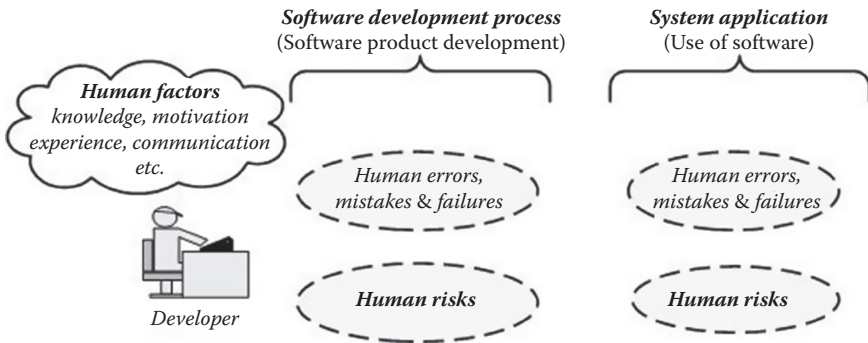 Software development process
(Software product development)
System application
(Use of software)
Human factors
knowledge, motivation
experience, communication
etc.
Human errors,
mistakes & failures
Human errors,
mistakes & failures
Developer
Human risks
Human risks